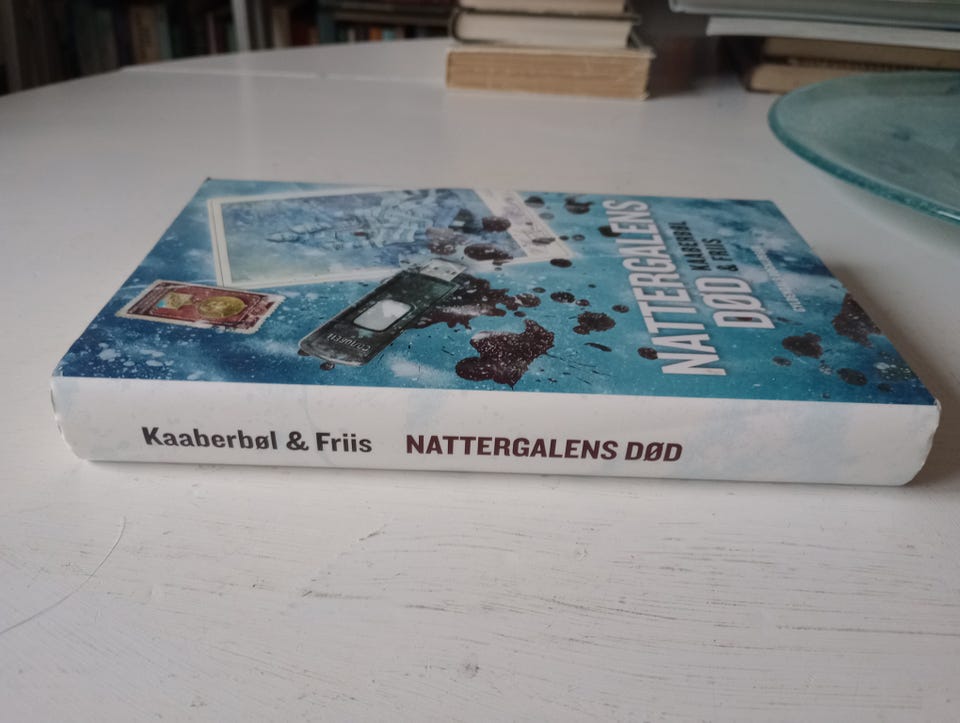 NATTERGALENS
DØD
KAABERBØL
& FRIIS
Kaaberbøl & Friis NATTERGALENS DØD